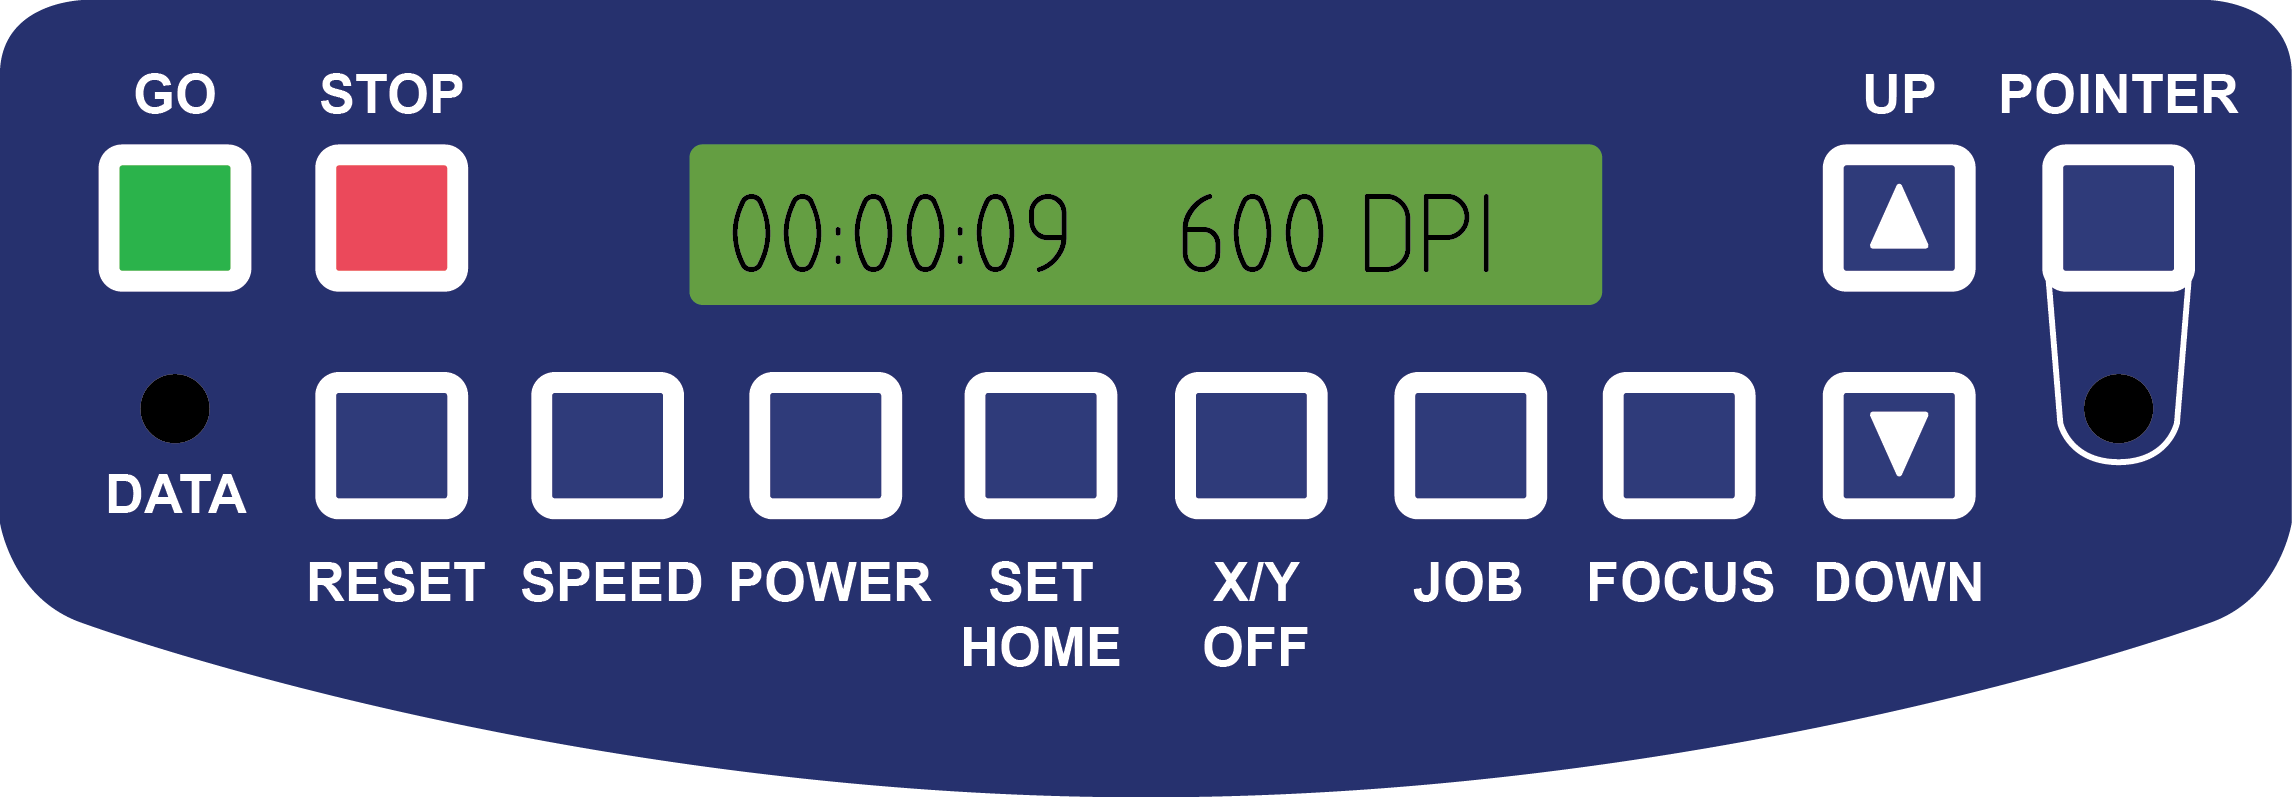 GO STOP UP POINTER
00:00:09 600 DPI
DATA
RESET SPEED POWER SET HOME X/Y OFF JOB FOCUS DOWN